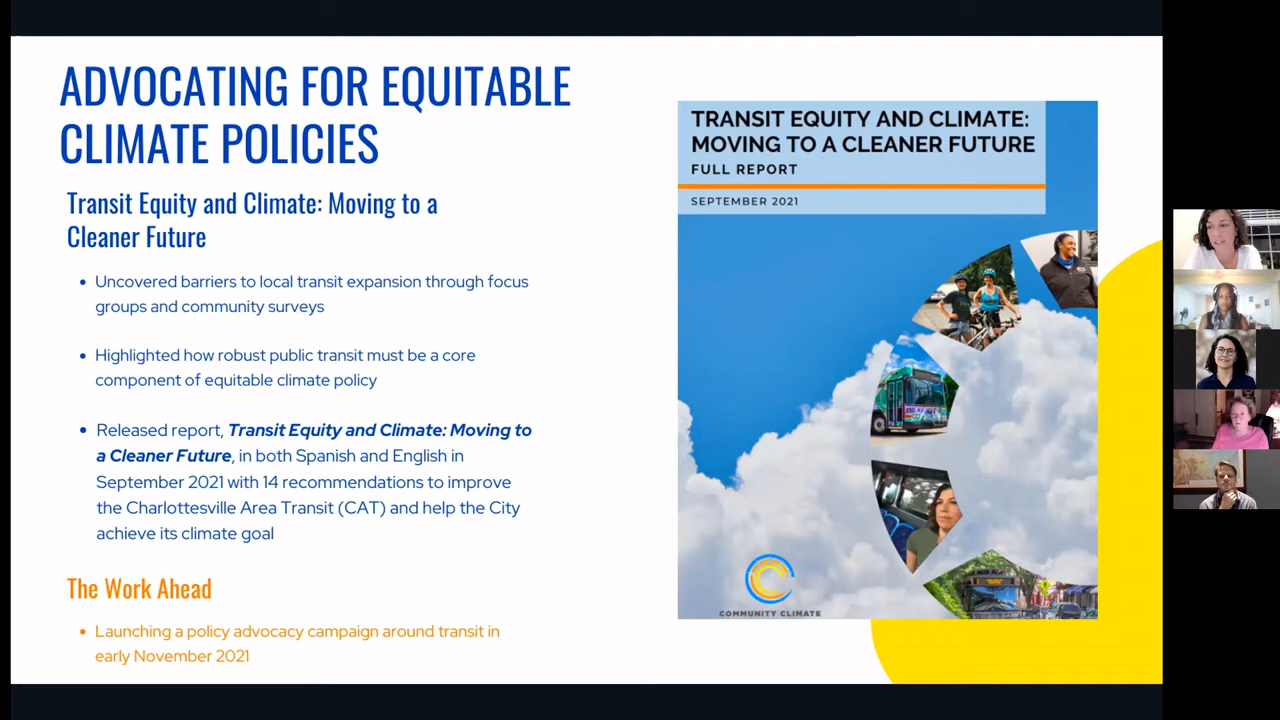 ADVOCATING FOR EQUITABLE
CLIMATE POLICIES
Transit Equity and Climate: Moving to a
Cleaner Future
• Uncovered barriers to local transit expansion through focus
groups and community surveys
• Highlighted how robust public transit must be a core
component of equitable climate policy
• Released report, Transit Equity and Climate: Moving to
a Cleaner Future, in both Spanish and English in
September 2021 with 14 recommendations to improve
the Charlottesville Area Transit (CAT) and help the City
achieve its climate goal
The Work Ahead
• Launching a policy advocacy campaign around transit in
early November 2021
TRANSIT EQUITY AND CLIMATE:
MOVING TO A CLEANER FUTURE
FULL REPORT
SEPTEMBER 2021
COMMUNITY CLIMATE